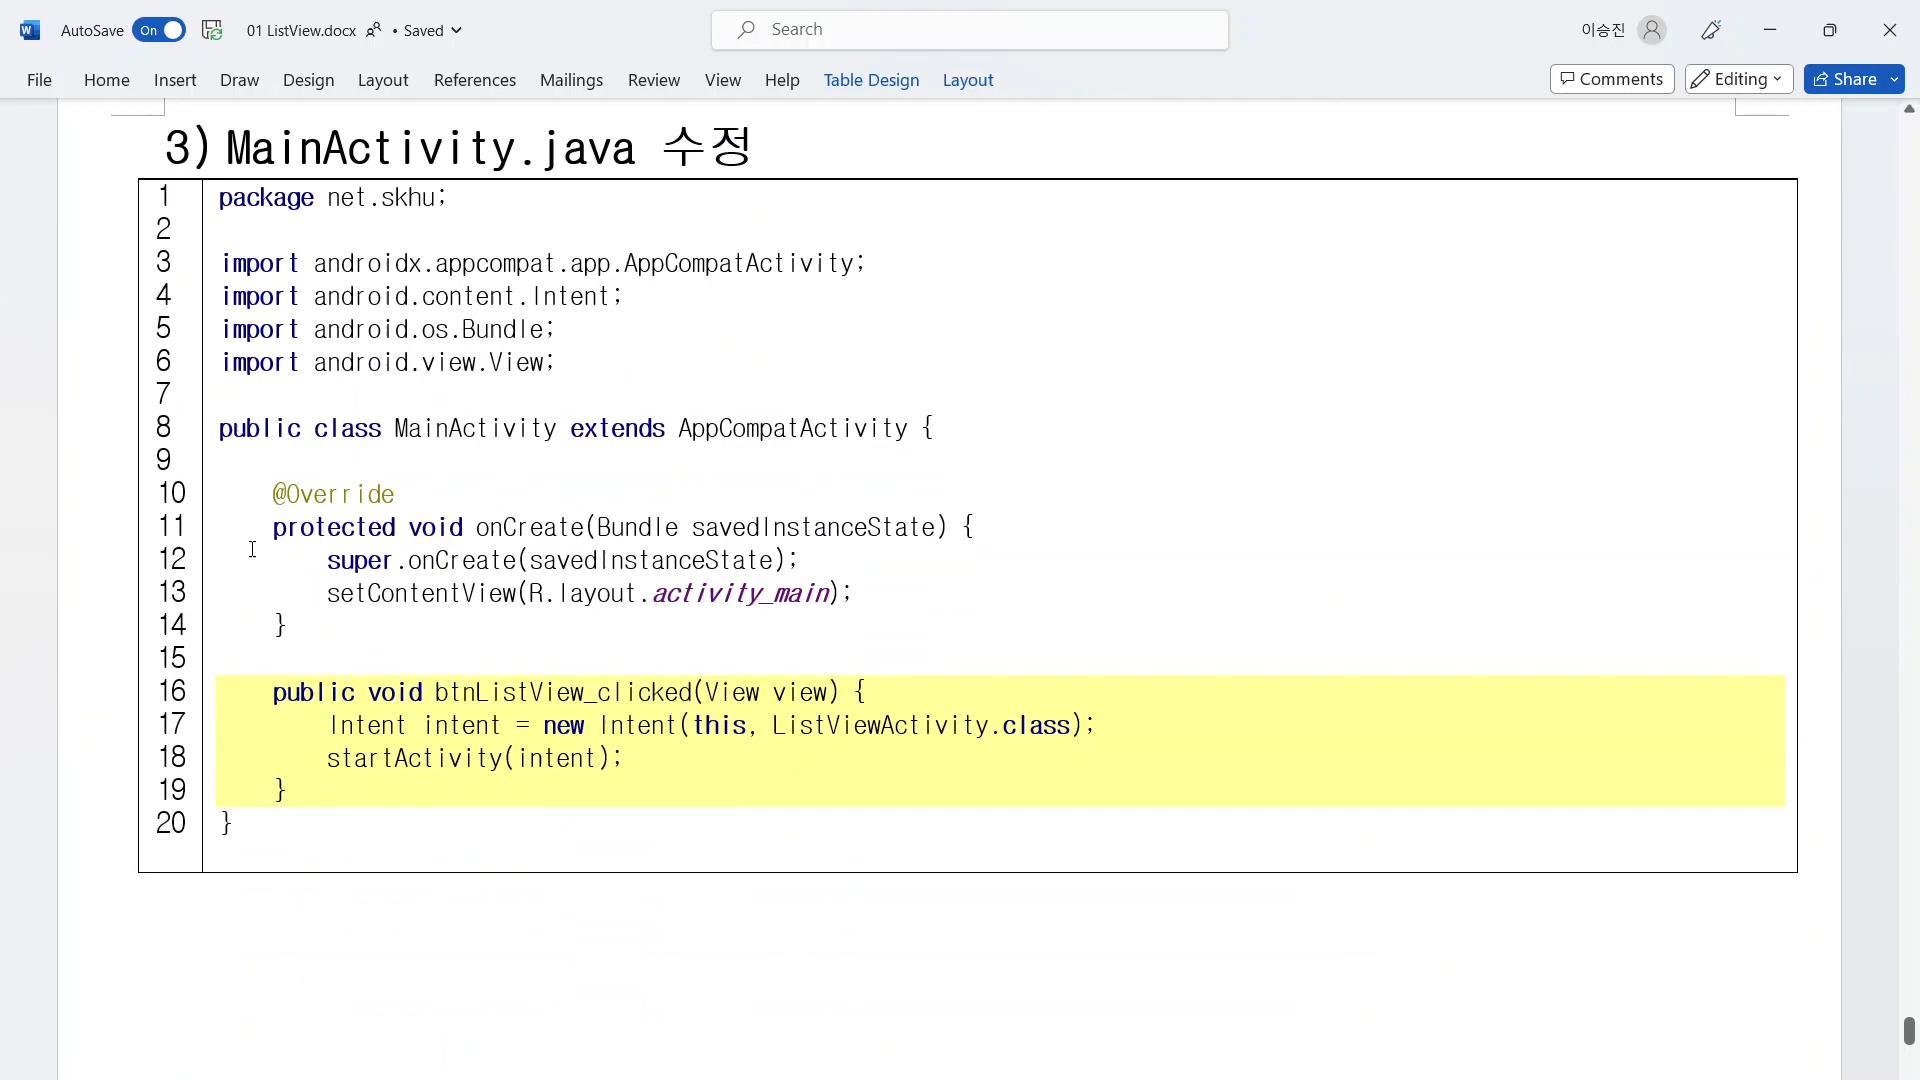 AutoSave On 01 ListView.docx • Saved Search 이승진
File Home Insert Draw Design Layout References Mailings Review View Help Table Design Layout Comments Editing Share
3) MainActivity.java 수정
1 package net.skhu;
2
3 import androidx.appcompat.app.AppCompatActivity;
4 import android.content.Intent;
5 import android.os.Bundle;
6 import android.view.View;
7
8 public class MainActivity extends AppCompatActivity {
9
10     @Override
11     protected void onCreate(Bundle savedInstanceState) {
12         super.onCreate(savedInstanceState);
13         setContentView(R.layout.activity_main);
14     }
15
16     public void btnListView_clicked(View view) {
17         Intent intent = new Intent(this, ListViewActivity.class);
18         startActivity(intent);
19     }
20 }